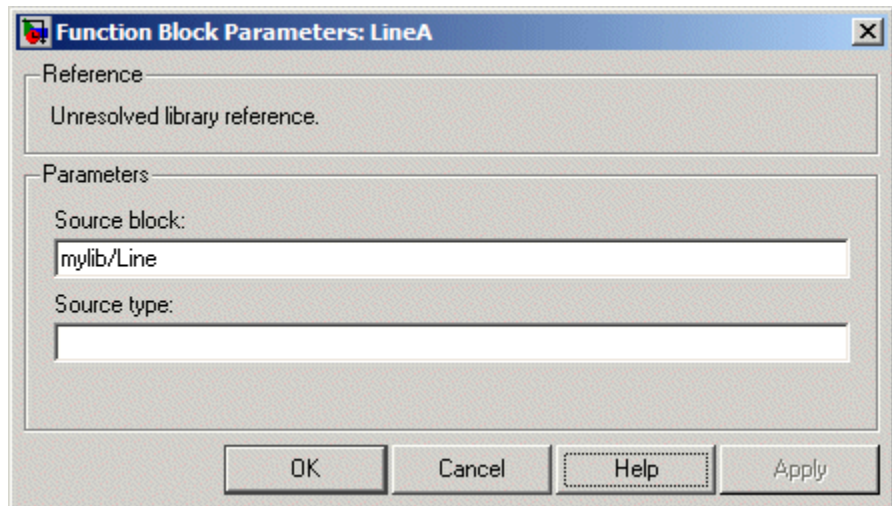 Function Block Parameters: LineA
Reference
Unresolved library reference.
Parameters
Source block:
mylib/Line
Source type:
OK Cancel Help Apply